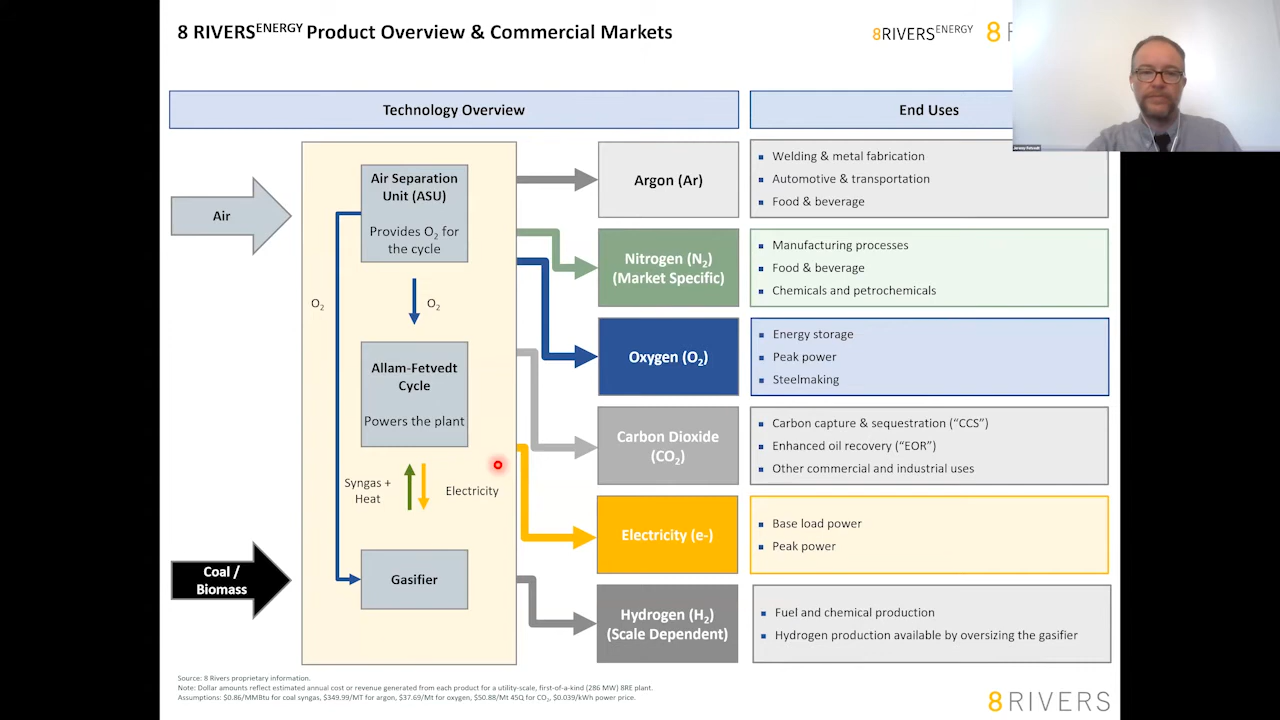 8 RIVERSENERGY Product Overview & Commercial Markets
8RIVERSENERGY
8
Technology Overview
End Uses
Air
Air Separation
Unit (ASU)
Provides O2 for
the cycle
O2
O2
Allam-Fetvedt
Cycle
Powers the plant
Syngas +
Heat
Electricity
Coal /
Biomass
Gasifier
Argon (Ar)
Welding & metal fabrication
Automotive & transportation
Food & beverage
Nitrogen (N2)
(Market Specific)
Manufacturing processes
Food & beverage
Chemicals and petrochemicals
Oxygen (O2)
Energy storage
Peak power
Steelmaking
Carbon Dioxide
(CO2)
Carbon capture & sequestration (“CCS”)
Enhanced oil recovery (“EOR”)
Other commercial and industrial uses
Electricity (e-)
Base load power
Peak power
Hydrogen (H2)
(Scale Dependent)
Fuel and chemical production
Hydrogen production available by oversizing the gasifier
Source: 8 Rivers proprietary information.
Note: Dollar amounts reflect estimated annual cost or revenue generated from each product for a utility-scale, first-of-a-kind (286 MW) 8RE plant.
Assumptions: $0.86/MMBtu for coal syngas, $349.99/MT for argon, $37.69/Mt for oxygen, $50.88/Mt 45Q for CO2, $0.039/kWh power price.
8 RIVERS